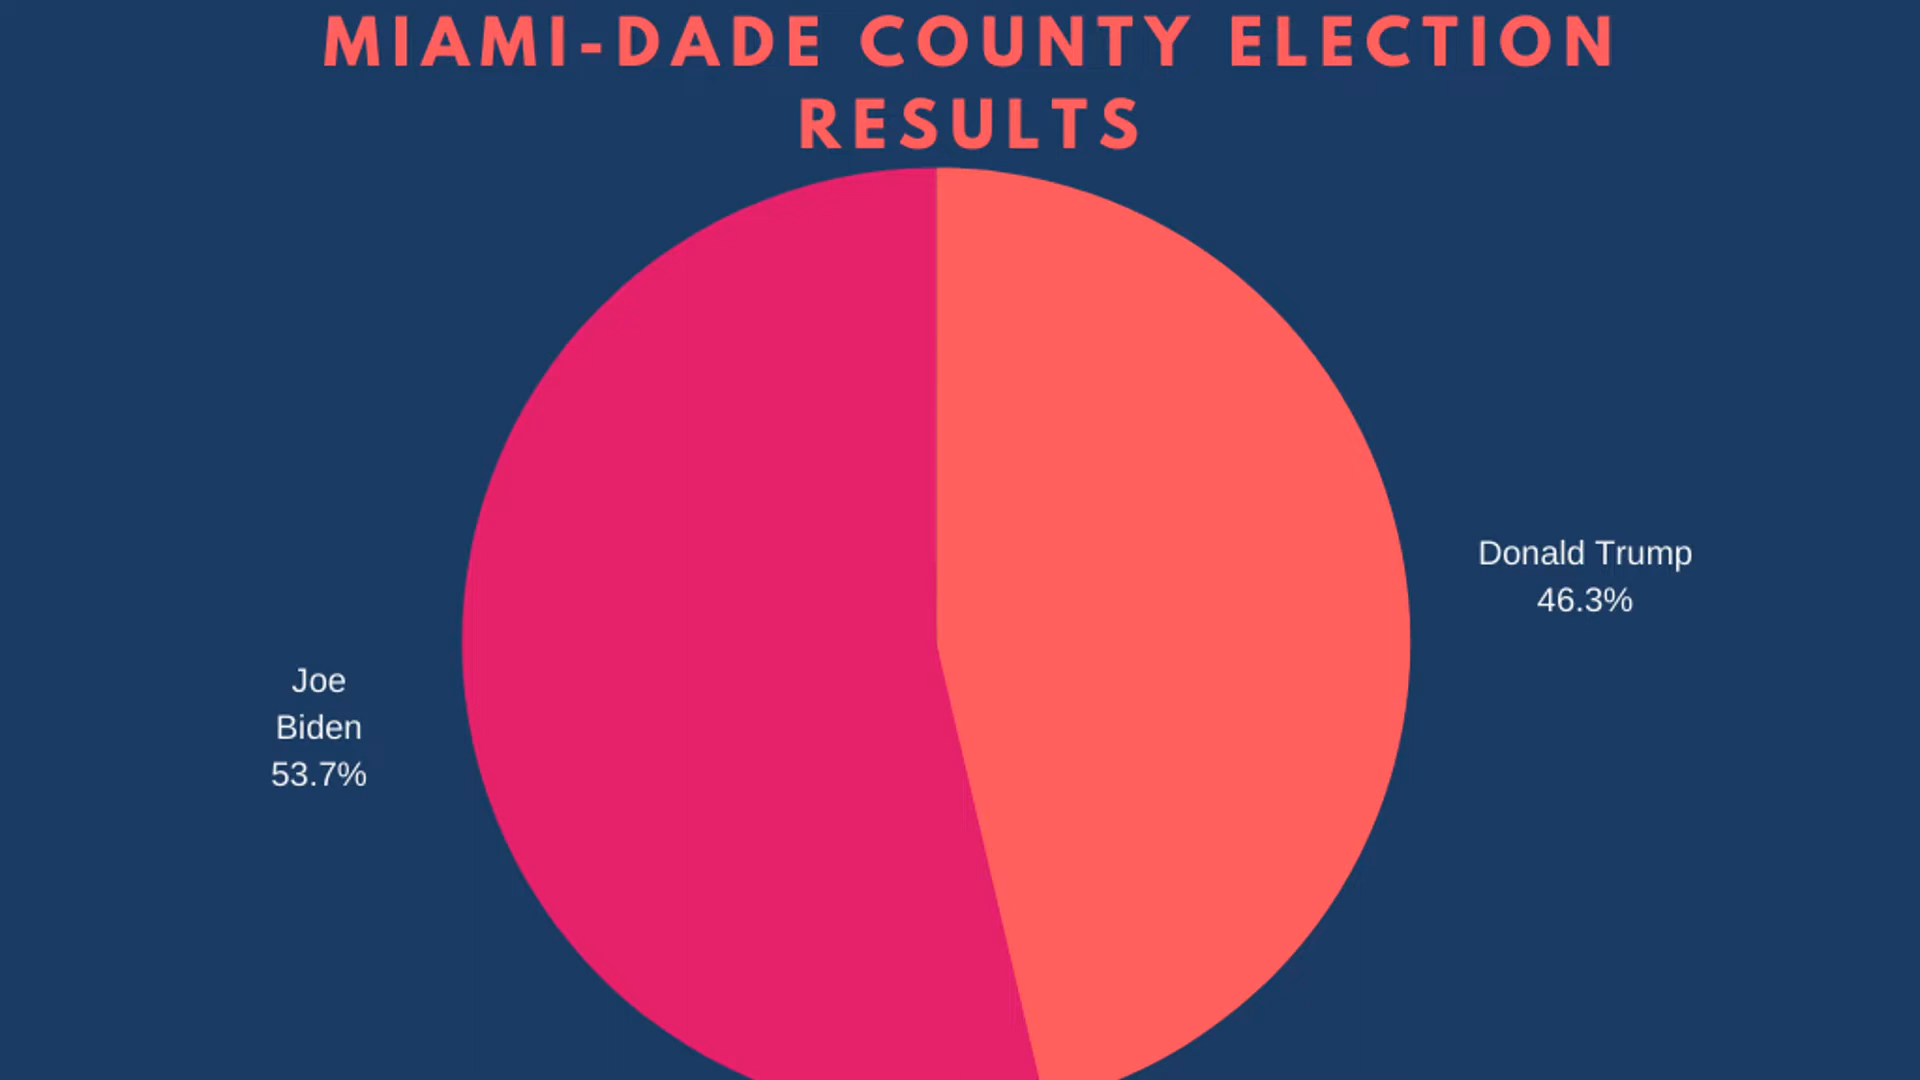 MIAMI-DADE COUNTY ELECTION
RESULTS
Donald Trump
46.3%
Joe
Biden
53.7%